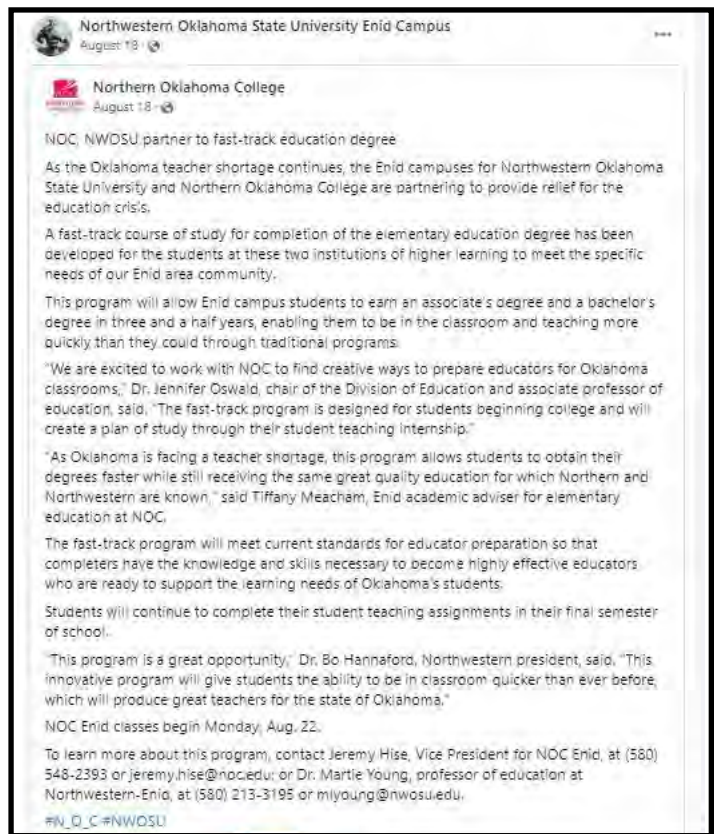 Northwestern Oklahoma State University Enid Campus
August 18 ·
Northern Oklahoma College
August 18 ·
NOC, NWOSU partner to fast-track education degree
As the Oklahoma teacher shortage continues, the Enid campuses for Northwestern Oklahoma
State University and Northern Oklahoma College are partnering to provide relief for the
education crisis.
A fast-track course of study for completion of the elementary education degree has been
developed for the students at these two institutions of higher learning to meet the specific
needs of our Enid area community.
This program will allow Enid campus students to earn an associate's degree and a bachelor's
degree in three and a half years, enabling them to be in the classroom and teaching more
quickly than they could through traditional programs.
"We are excited to work with NOC to find creative ways to prepare educators for Oklahoma
classrooms," Dr. Jennifer Oswald, chair of the Division of Education and associate professor of
education, said. "The fast-track program is designed for students beginning college and will
create a plan of study through their student teaching internship."
"As Oklahoma is facing a teacher shortage, this program allows students to obtain their
degrees faster while still receiving the same great quality education for which Northern and
Northwestern are known," said Tiffany Meacham, Enid academic adviser for elementary
education at NOC.
The fast-track program will meet current standards for educator preparation so that
completers have the knowledge and skills necessary to become highly effective educators
who are ready to support the learning needs of Oklahoma's students.
Students will continue to complete their student teaching assignments in their final semester
of school.
"This program is a great opportunity," Dr. Bo Hannaford, Northwestern president, said. "This
innovative program will give students the ability to be in classroom quicker than ever before,
which will produce great teachers for the state of Oklahoma."
NOC Enid classes begin Monday, Aug. 22.
To learn more about this program, contact Jeremy Hise, Vice President for NOC Enid, at (580)
548-2393 or jeremy.hise@noc.edu; or Dr. Martie Young, professor of education at
Northwestern-Enid, at (580) 213-3195 or mlyoung@nwosu.edu.
#N_O_C #NWOSU